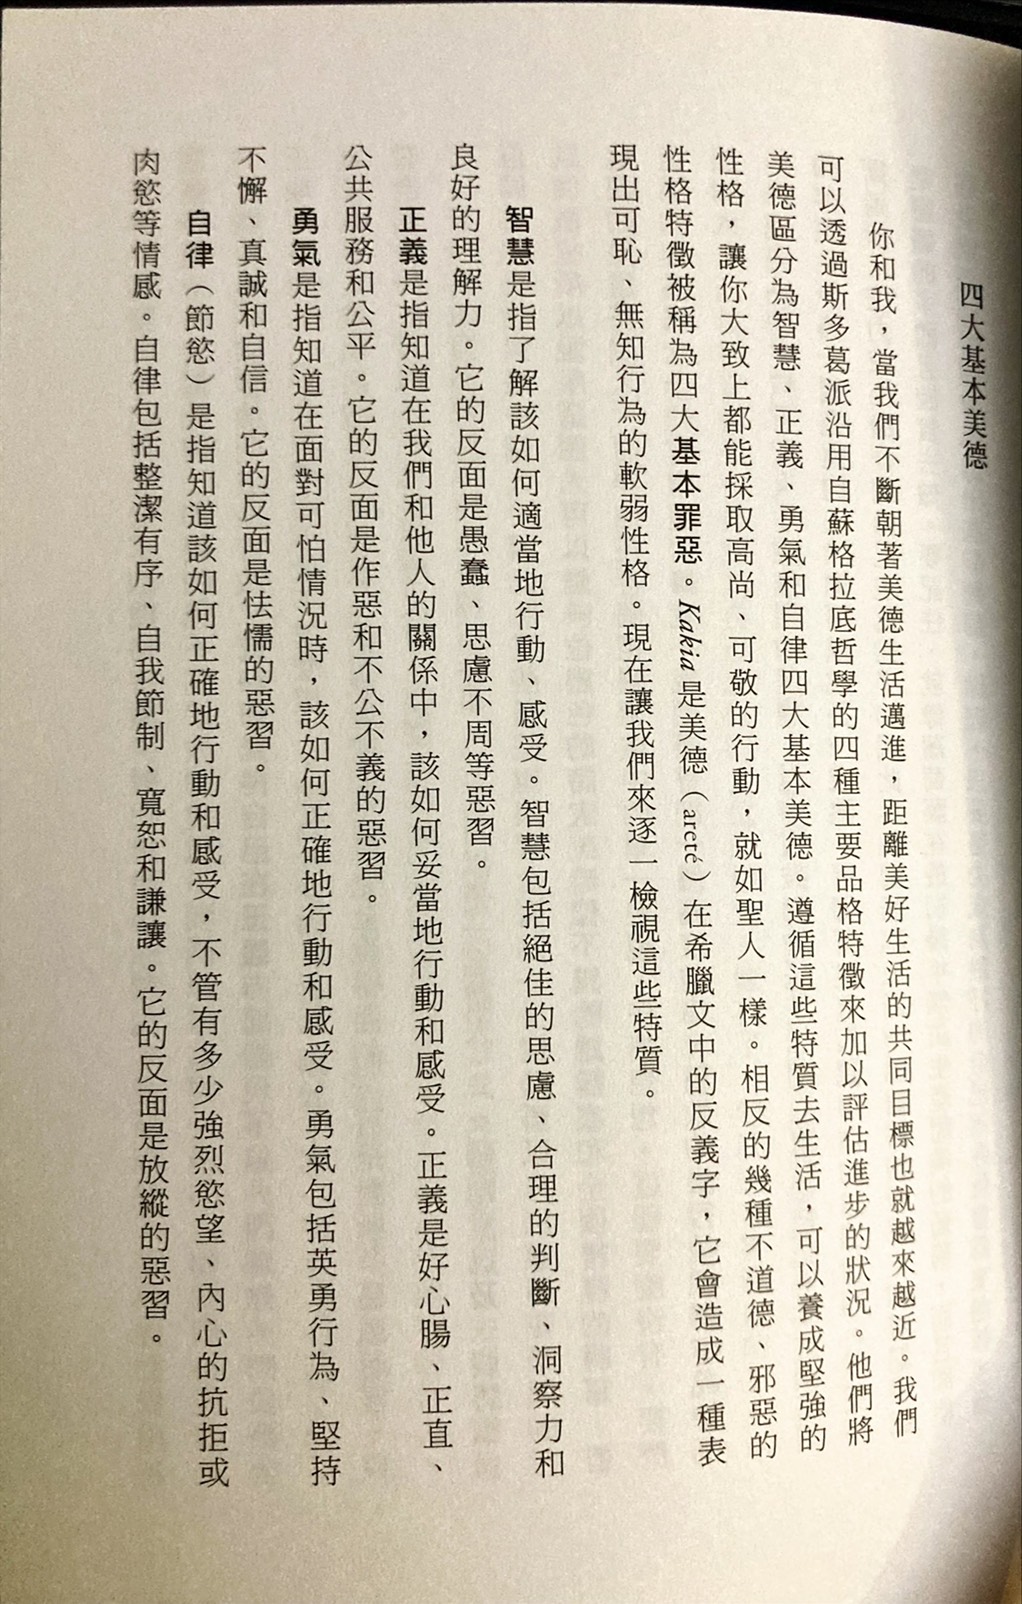 四大基本美德
你和我，當我們不斷朝著美德生活邁進，距離美好生活的共同目標也就越來越近。我們
可以透過斯多葛派沿用自蘇格拉底哲學的四種主要品格特徵來加以評估進步的狀況。他們將
美德區分為智慧、正義、勇氣和自律四大基本美德。遵循這些特質去生活，可以養成堅強的
性格，讓你大致上都能採取高尚、可敬的行動，就如聖人一樣。相反的幾種不道德、邪惡的
性格特徵被稱為四大基本罪惡。Kakia 是美德（areté）在希臘文中的反義字，它會造成一種表
現出可恥、無知行為的軟弱性格。現在讓我們來逐一檢視這些特質。
智慧是指了解該如何適當地行動、感受。智慧包括絕佳的思慮、合理的判斷、洞察力和
良好的理解力。它的反面是愚蠢、思慮不周等惡習。
正義是指知道在我們和他人的關係中，該如何妥當地行動和感受。正義是好心腸、正直、
公共服務和公平。它的反面是作惡和不公不義的惡習。
勇氣是指知道在面對可怕情況時，該如何正確地行動和感受。勇氣包括英勇行為、堅持
不懈、真誠和自信。它的反面是怯懦的惡習。
自律（節慾）是指知道該如何正確地行動和感受，不管有多少強烈慾望、內心的抗拒或
肉慾等情感。自律包括整潔有序、自我節制、寬恕和謙讓。它的反面是放縱的惡習。